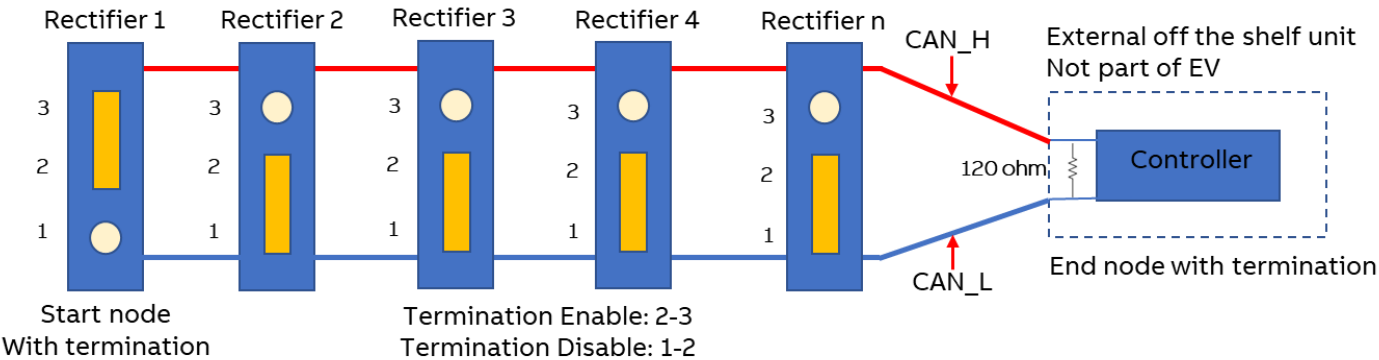 Rectifier 1
Rectifier 2
Rectifier 3
Rectifier 4
Rectifier n
CAN_H
External off the shelf unit
Not part of EV
3
3
3
3
3
2
2
2
2
2
1
1
1
1
1
120 ohm
Controller
CAN_L
End node with termination
Start node
With termination
Termination Enable: 2-3
Termination Disable: 1-2